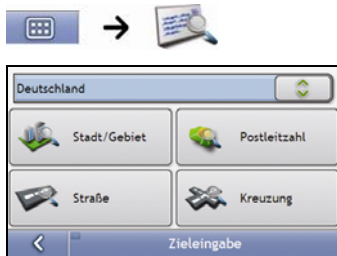 Deutschland
Stadt/Gebiet Postleitzahl
Straße Kreuzung
Zieleingabe